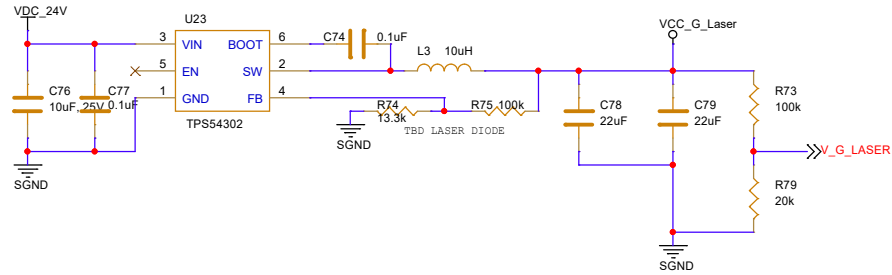 VDC_24V
U23
VCC_G_Laser
C74
0.1uF
3 VIN BOOT 6
L3 10uH
5 EN SW 2
C76
10uF, 25V
C77
0.1uF
1 GND FB 4
TPS54302
R74
13.3k
R75 100k
TBD LASER DIODE
C78
22uF
C79
22uF
R73
100k
V_G_LASER
R79
20k
SGND
SGND
SGND